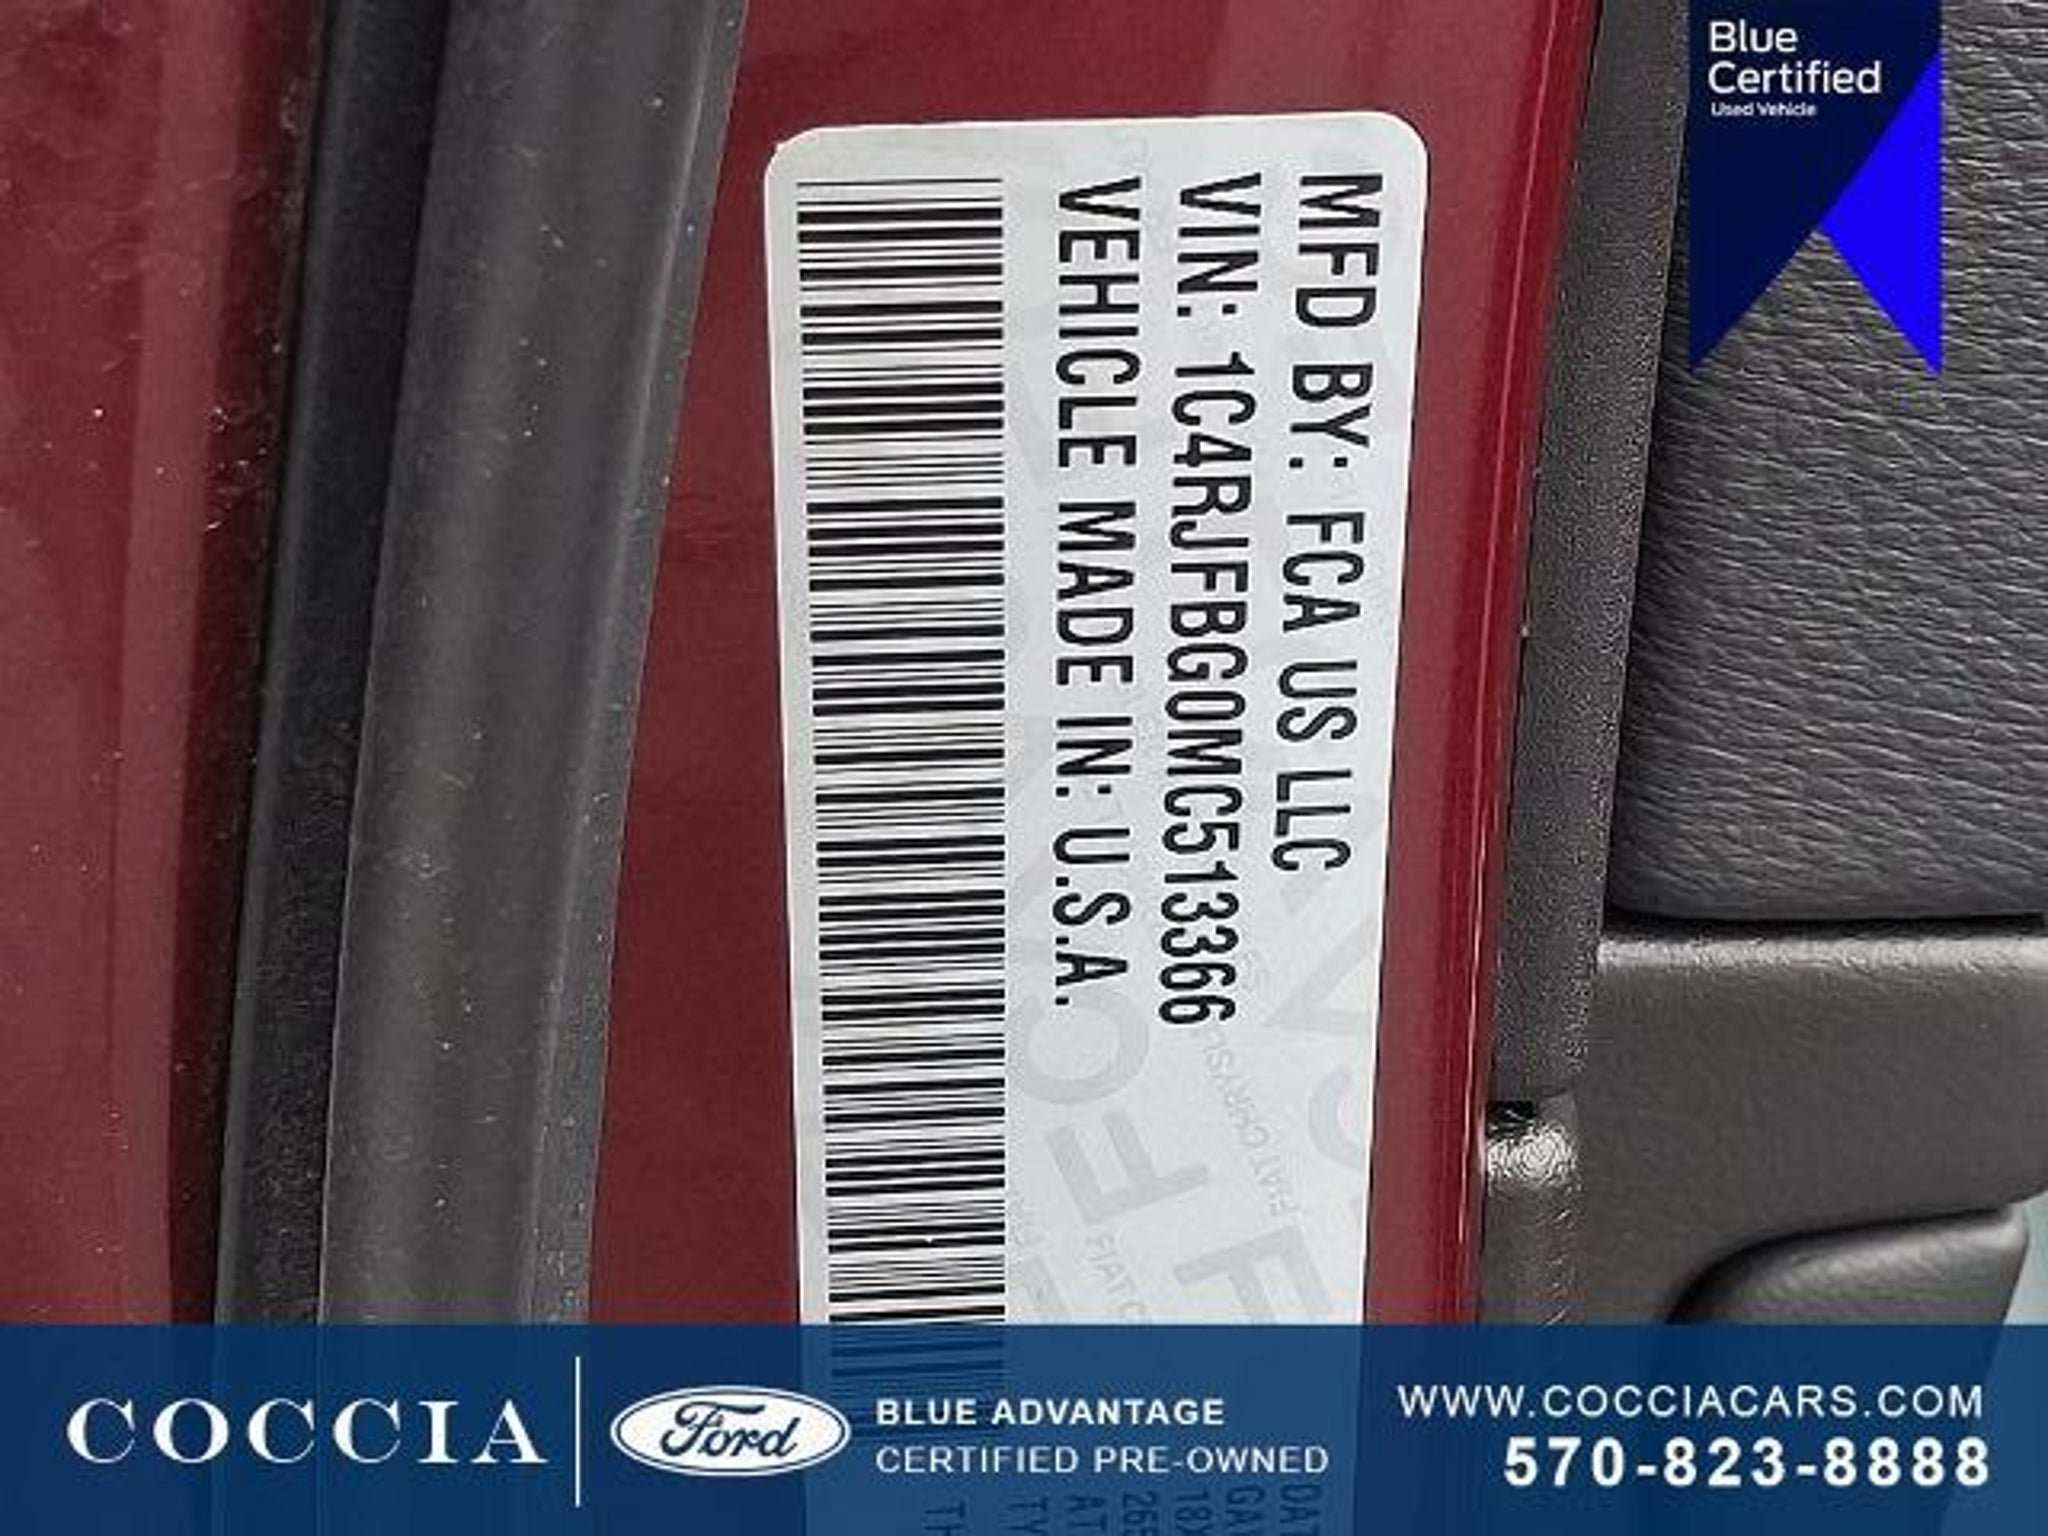 Blue
Certified
Used Vehicle
MFD BY: FCA US LLC
VIN: 1C4RJFBG0MC513366
VEHICLE MADE IN: U.S.A.
COCCIA
Ford
BLUE ADVANTAGE
CERTIFIED PRE-OWNED
WWW.COCCIACARS.COM
570-823-8888